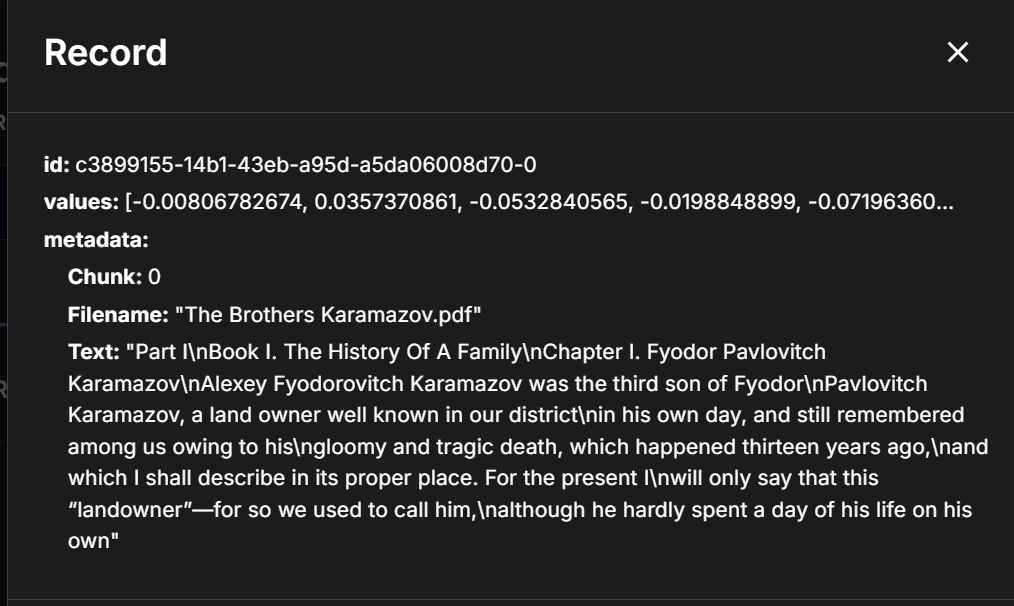 Record
id: c3899155-14b1-43eb-a95d-a5da06008d70-0
values: [-0.00806782674, 0.0357370861, -0.0532840565, -0.0198848899, -0.07196360...
metadata:
Chunk: 0
Filename: "The Brothers Karamazov.pdf"
Text: "Part I\nBook I. The History Of A Family\nChapter I. Fyodor Pavlovitch
Karamazov\nAlexey Fyodorovitch Karamazov was the third son of Fyodor\nPavlovitch
Karamazov, a land owner well known in our district\nin his own day, and still remembered
among us owing to his\ngloomy and tragic death, which happened thirteen years ago,\nand
which I shall describe in its proper place. For the present I\nwill only say that this
“landowner”—for so we used to call him,\nalthough he hardly spent a day of his life on his
own"